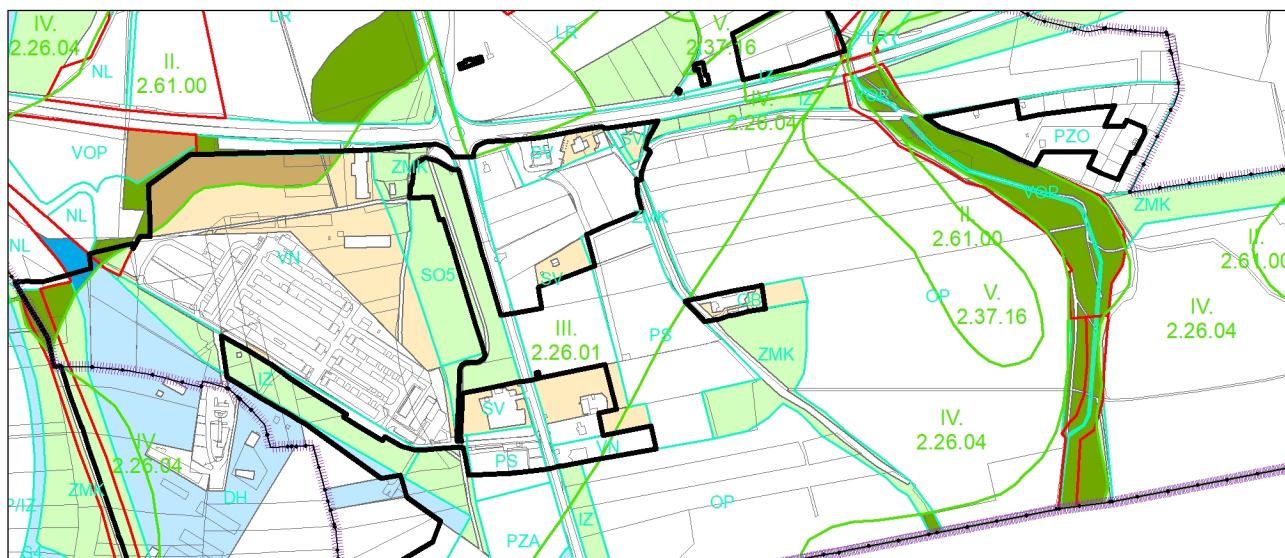 LR
IV.
2.26.04
NL
II.
2.61.00
LR
V.
2.37.16
LR
IZ
IV.
2.26.04
IZ
VOP
VOP
SV
SV
PZO
ZMK
NL
NL
ZMK
VOP
ZMK
II.
2.61.00
II.
2.61.00
VN
SO5
SV
OP
V.
2.37.16
IV.
2.26.04
III.
2.26.01
PS
ZMK
IZ
SV
IV.
2.26.04
IV.
2.26.04
VN
PS
ZMK
DH
OP
P/IZ
IZ
PZA